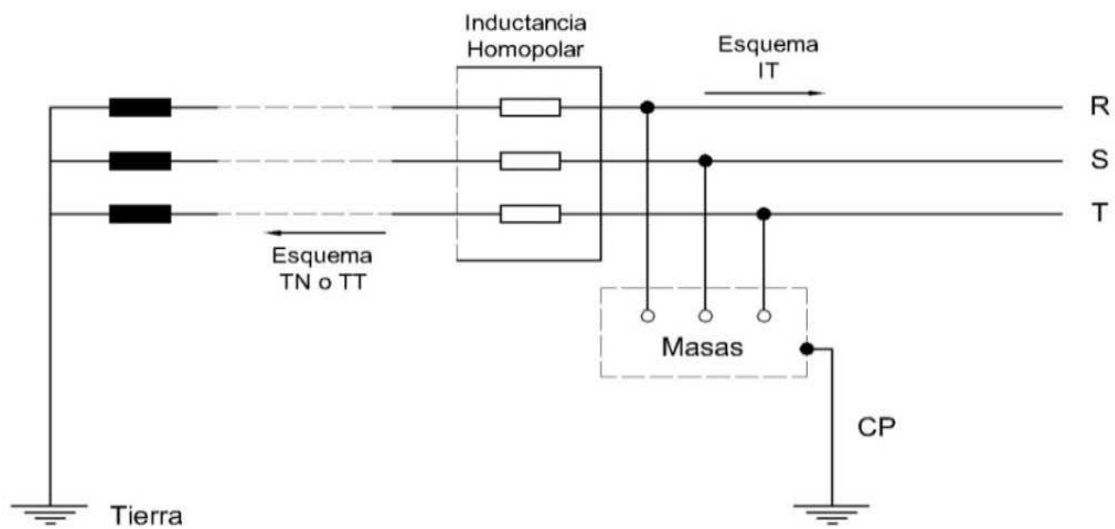 Inductancia
Homopolar
Esquema
IT
R
S
T
Esquema
TN o TT
Masas
CP
Tierra